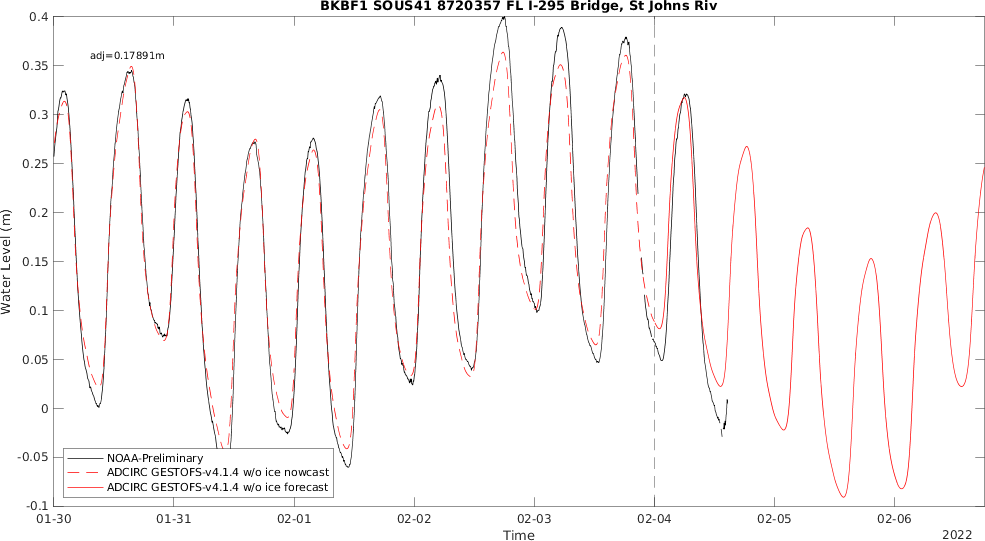 BKBF1 SOUS41 8720357 FL I-295 Bridge, St Johns Riv
adj=0.17891m
0.4
0.35
0.3
0.25
0.2
0.15
0.1
0.05
0
-0.05
-0.1
Water Level (m)
NOAA-Preliminary
ADCIRC GESTOFS-v4.1.4 w/o ice nowcast
ADCIRC GESTOFS-v4.1.4 w/o ice forecast
01-30 01-31 02-01 02-02 02-03 02-04 02-05 02-06
Time
2022